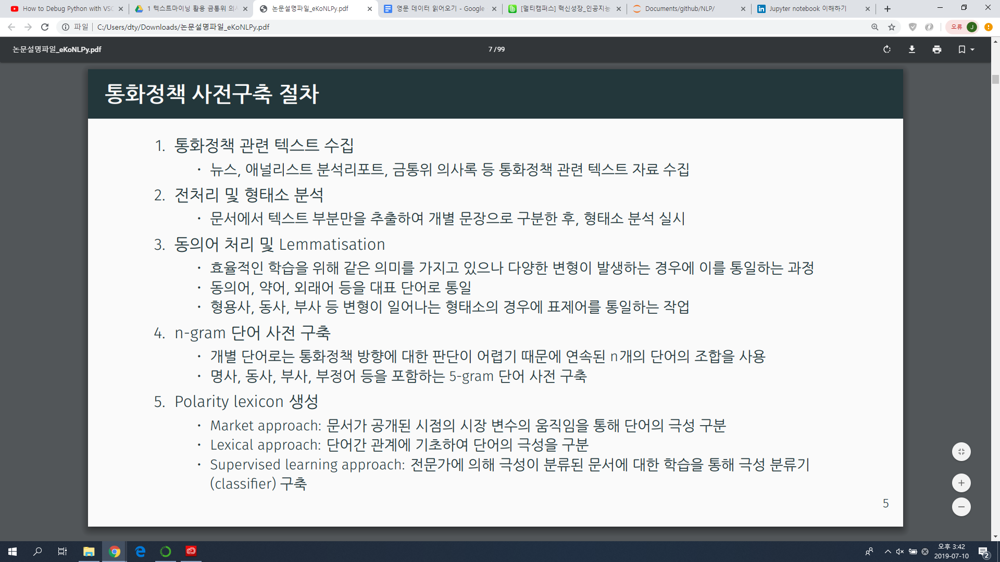 How to Debug Python with VSC
1 텍스트마이닝 활용 금통위 의사
논문설명파일_eKoNLPy.pdf
영문 데이터 읽어오기 - Google
[멀티캠퍼스] 혁신성장_인공지능
Documents/github/NLP/
Jupyter notebook 이해하기
파일
C:/Users/dty/Downloads/논문설명파일_eKoNLPy.pdf
오류
J
논문설명파일_eKoNLPy.pdf
7 / 99
통화정책 사전구축 절차
1. 통화정책 관련 텍스트 수집
· 뉴스, 애널리스트 분석리포트, 금통위 의사록 등 통화정책 관련 텍스트 자료 수집
2. 전처리 및 형태소 분석
· 문서에서 텍스트 부분만을 추출하여 개별 문장으로 구분한 후, 형태소 분석 실시
3. 동의어 처리 및 Lemmatisation
· 효율적인 학습을 위해 같은 의미를 가지고 있으나 다양한 변형이 발생하는 경우에 이를 통일하는 과정
· 동의어, 약어, 외래어 등을 대표 단어로 통일
· 형용사, 동사, 부사 등 변형이 일어나는 형태소의 경우에 표제어를 통일하는 작업
4. n-gram 단어 사전 구축
· 개별 단어로는 통화정책 방향에 대한 판단이 어렵기 때문에 연속된 n개의 단어의 조합을 사용
· 명사, 동사, 부사, 부정어 등을 포함하는 5-gram 단어 사전 구축
5. Polarity lexicon 생성
· Market approach: 문서가 공개된 시점의 시장 변수의 움직임을 통해 단어의 극성 구분
· Lexical approach: 단어간 관계에 기초하여 단어의 극성을 구분
· Supervised learning approach: 전문가에 의해 극성이 분류된 문서에 대한 학습을 통해 극성 분류기
(classifier) 구축
5
오후 3:42
2019-07-10
2